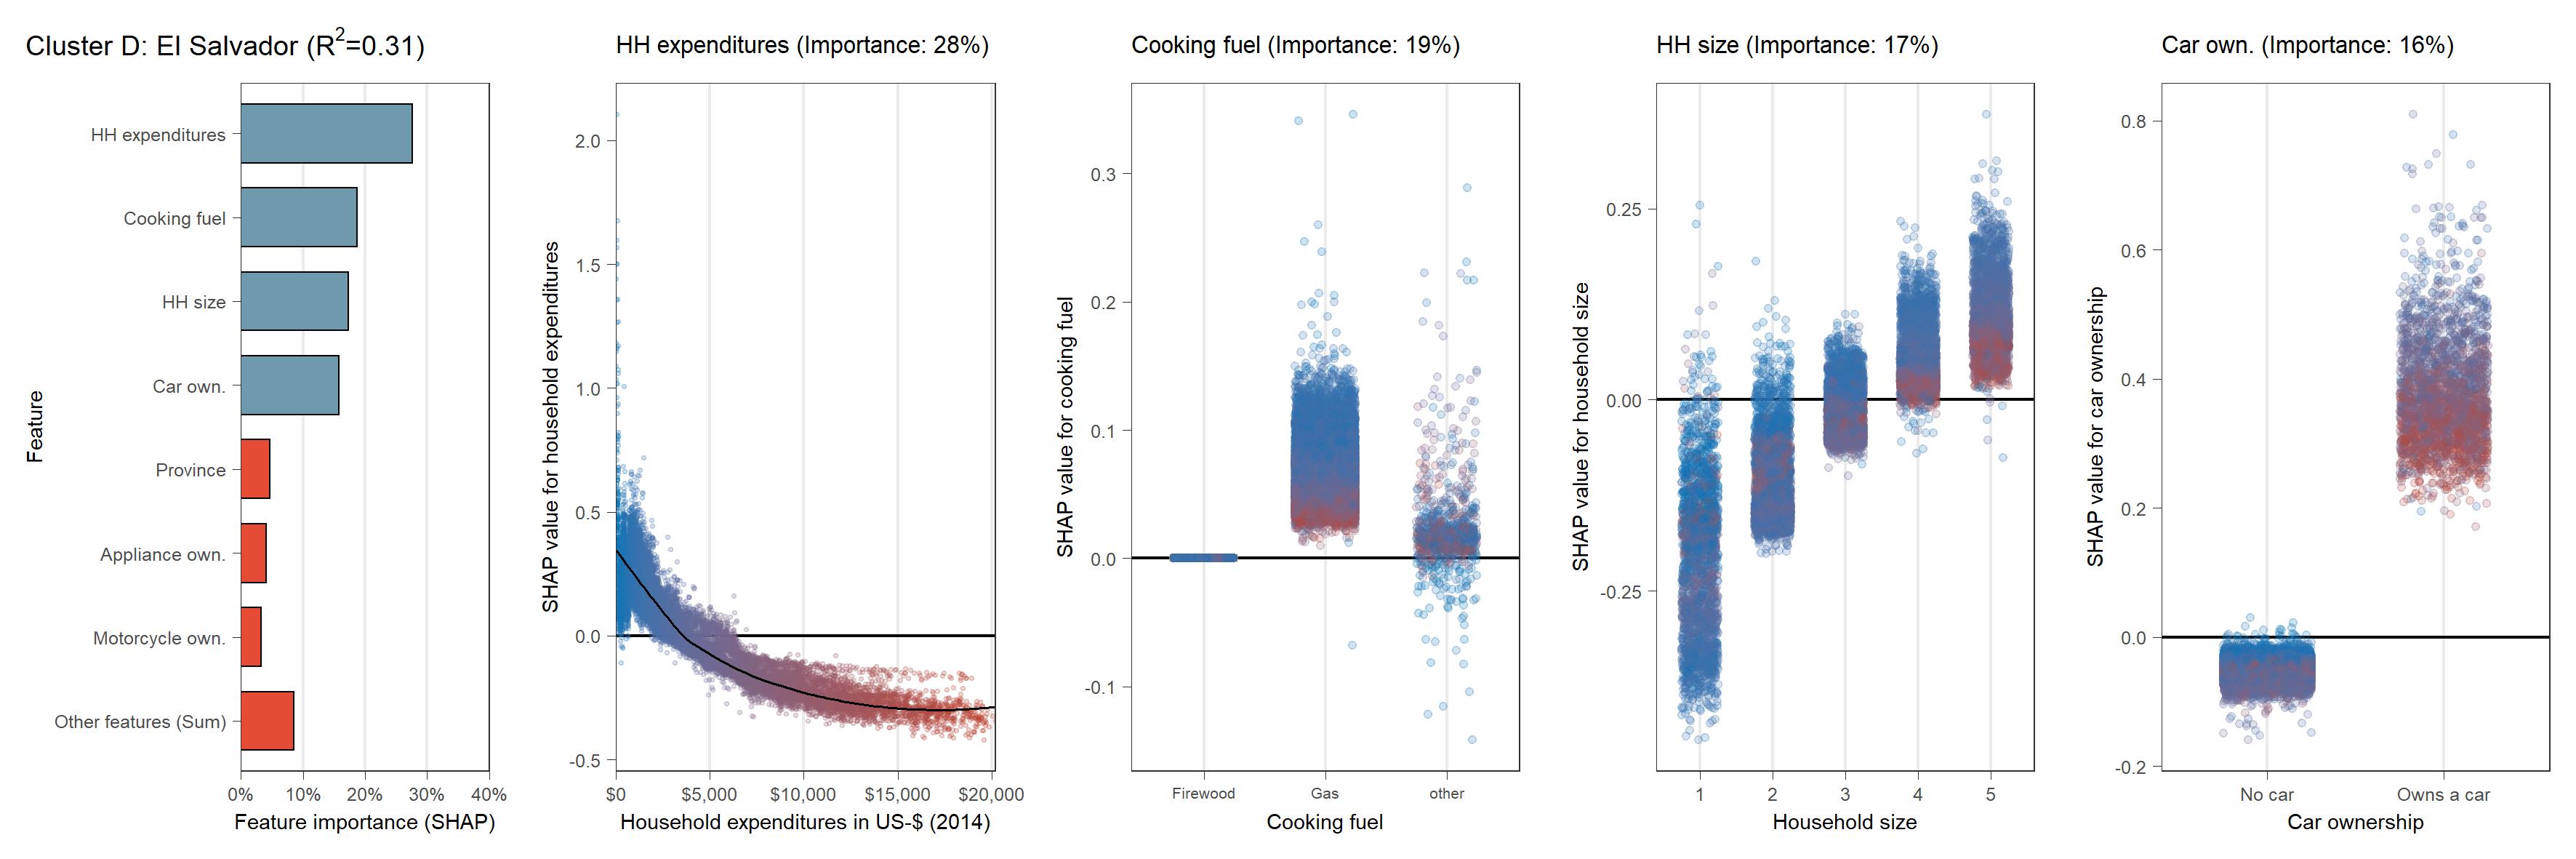 Cluster D: El Salvador (R²=0.31)
HH expenditures
Cooking fuel
HH size
Car own.
Province
Appliance own.
Motorcycle own.
Other features (Sum)
Feature
0% 10% 20% 30% 40%
Feature importance (SHAP)
HH expenditures (Importance: 28%)
SHAP value for household expenditures
2.0
1.5
1.0
0.5
0.0
-0.5
$0 $5,000 $10,000 $15,000 $20,000
Household expenditures in US-$ (2014)
Cooking fuel (Importance: 19%)
SHAP value for cooking fuel
0.3
0.2
0.1
0.0
-0.1
Firewood Gas other
Cooking fuel
HH size (Importance: 17%)
SHAP value for household size
0.25
0.00
-0.25
1 2 3 4 5
Household size
Car own. (Importance: 16%)
SHAP value for car ownership
0.8
0.6
0.4
0.2
0.0
-0.2
No car Owns a car
Car ownership